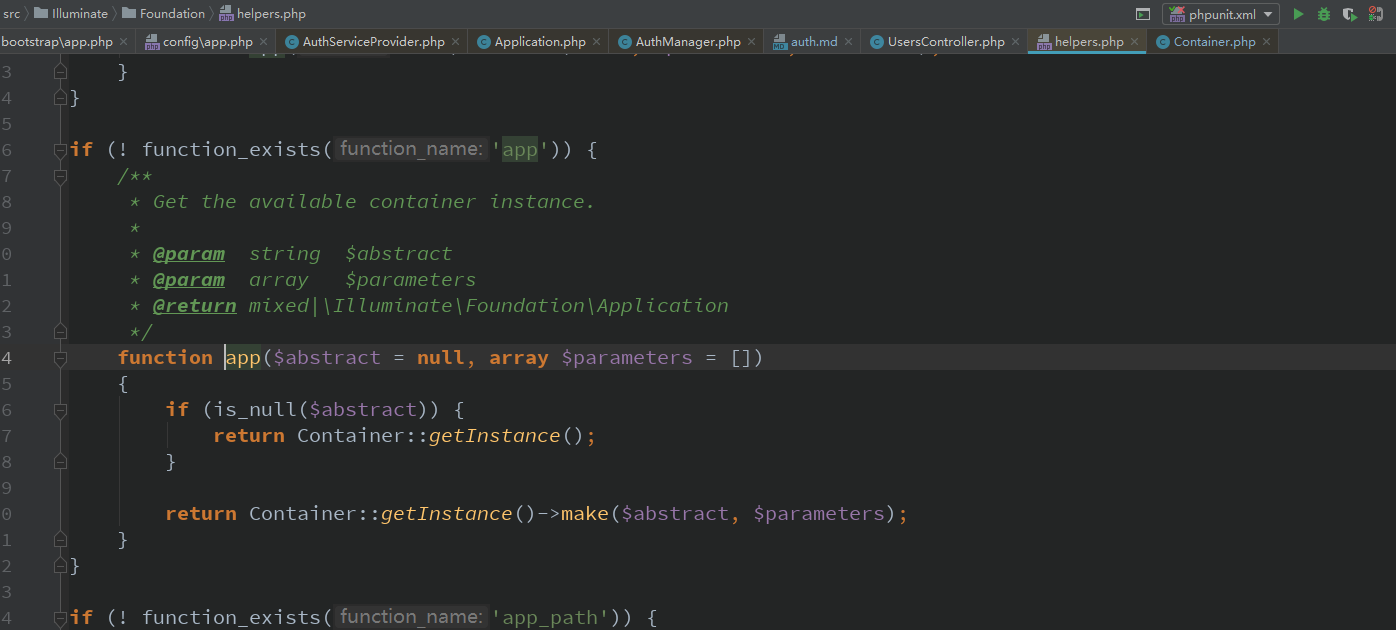 src Illuminate Foundation helpers.php phpunit.xml
bootstrap\app.php config\app.php AuthServiceProvider.php Application.php AuthManager.php auth.md UsersController.php helpers.php Container.php
3 }
4 }
5
6 if (! function_exists( function_name: 'app')) {
7 /**
8 * Get the available container instance.
9 *
0 * @param string $abstract
1 * @param array $parameters
2 * @return mixed|\Illuminate\Foundation\Application
3 */
4 function app($abstract = null, array $parameters = [])
5 {
6 if (is_null($abstract)) {
7 return Container::getInstance();
8 }
9
0 return Container::getInstance()->make($abstract, $parameters);
1 }
2 }
3
4 if (! function_exists( function_name: 'app_path')) {